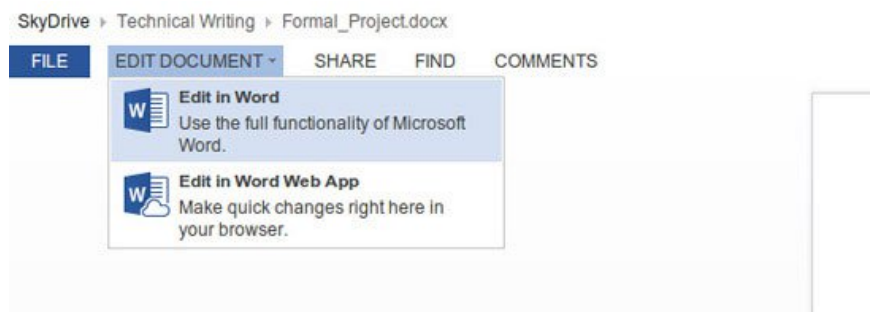 SkyDrive ▸ Technical Writing ▸ Formal_Project.docx
FILE EDIT DOCUMENT SHARE FIND COMMENTS
Edit in Word
Use the full functionality of Microsoft
Word.
Edit in Word Web App
Make quick changes right here in
your browser.